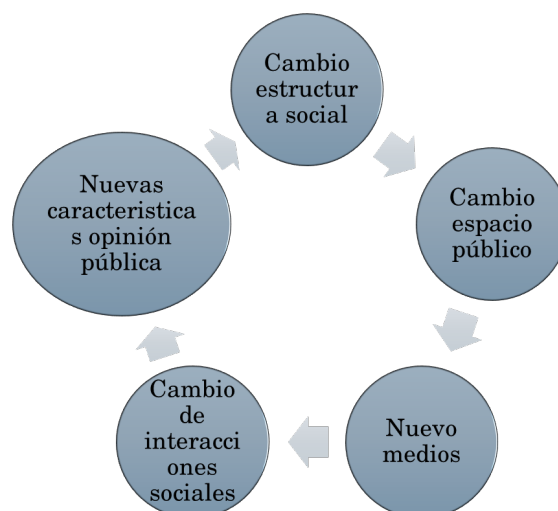 Cambio
estructur
a social
Cambio
espacio
público
Nuevo
medios
Cambio
de
interacci
ones
sociales
Nuevas
caracteristica
s opinión
pública